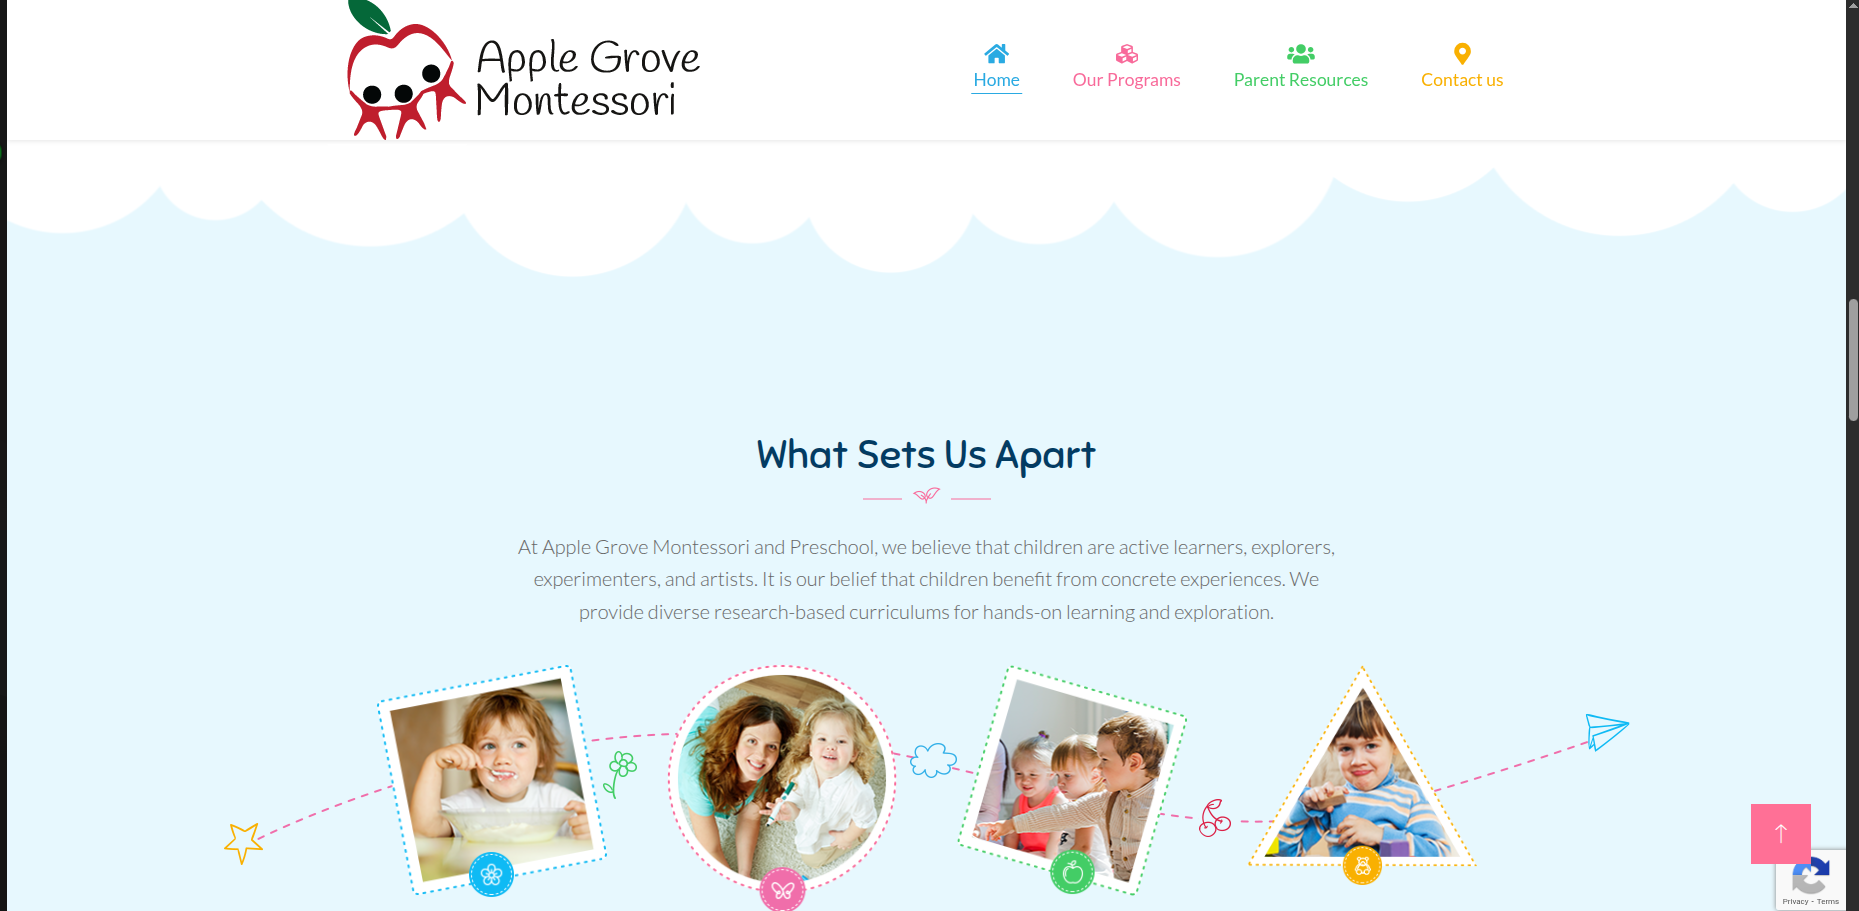 Apple Grove
Montessori
Home
Our Programs
Parent Resources
Contact us
What Sets Us Apart
At Apple Grove Montessori and Preschool, we believe that children are active learners, explorers,
experimenters, and artists. It is our belief that children benefit from concrete experiences. We
provide diverse research-based curriculums for hands-on learning and exploration.
Privacy - Terms